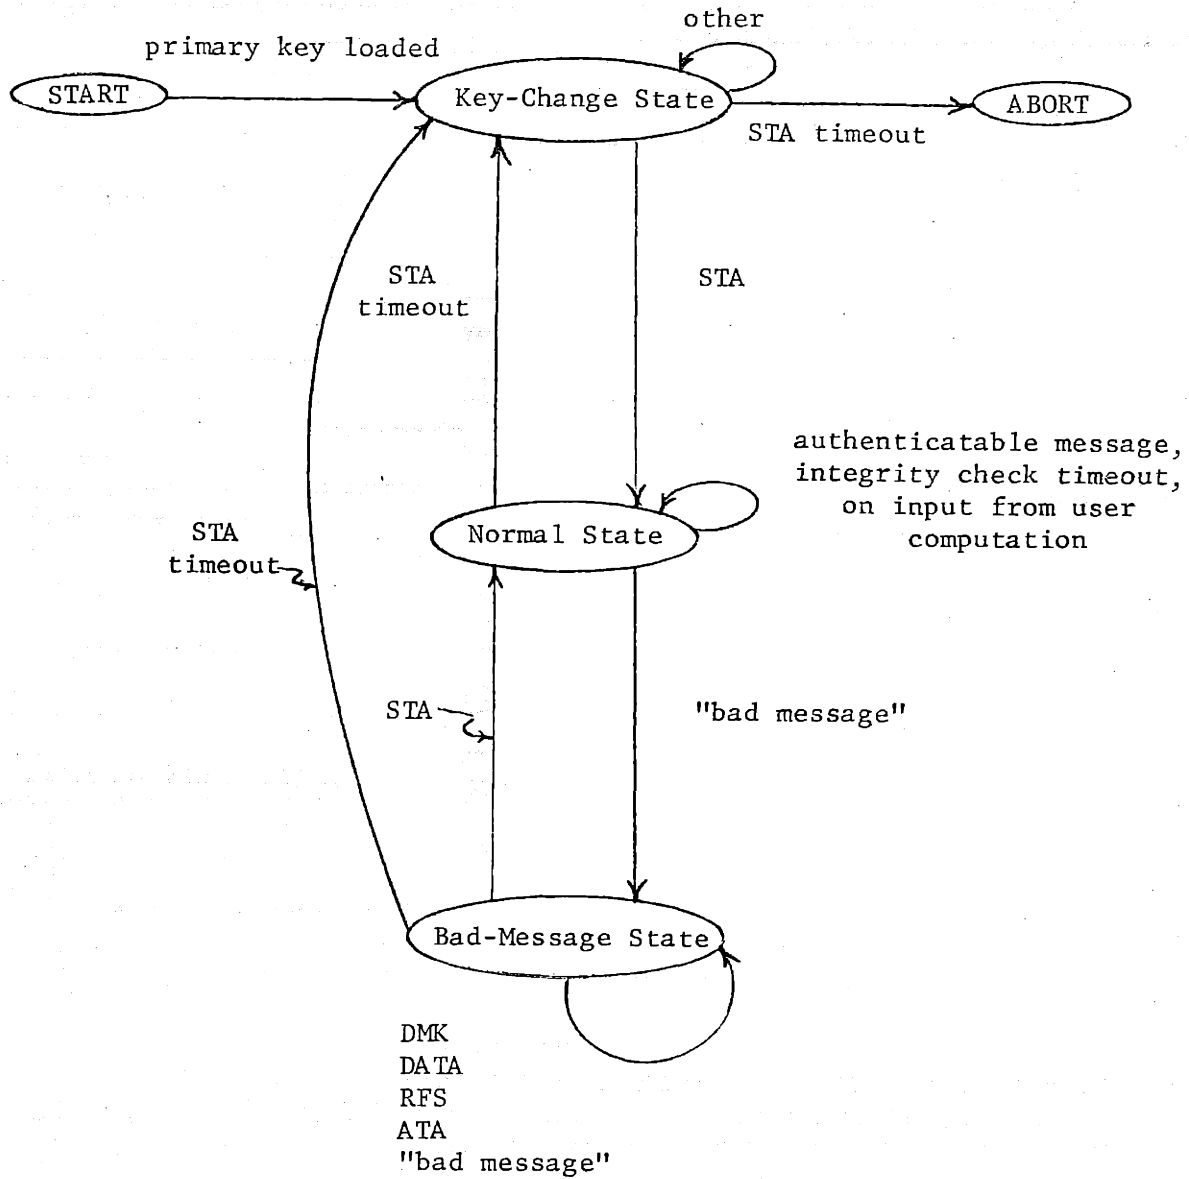 other
primary key loaded
START
Key-Change State
ABORT
STA timeout
STA
timeout
STA
authenticatable message,
integrity check timeout,
on input from user
computation
Normal State
STA
timeout
STA
"bad message"
Bad-Message State
DMK
DATA
RFS
ATA
"bad message"